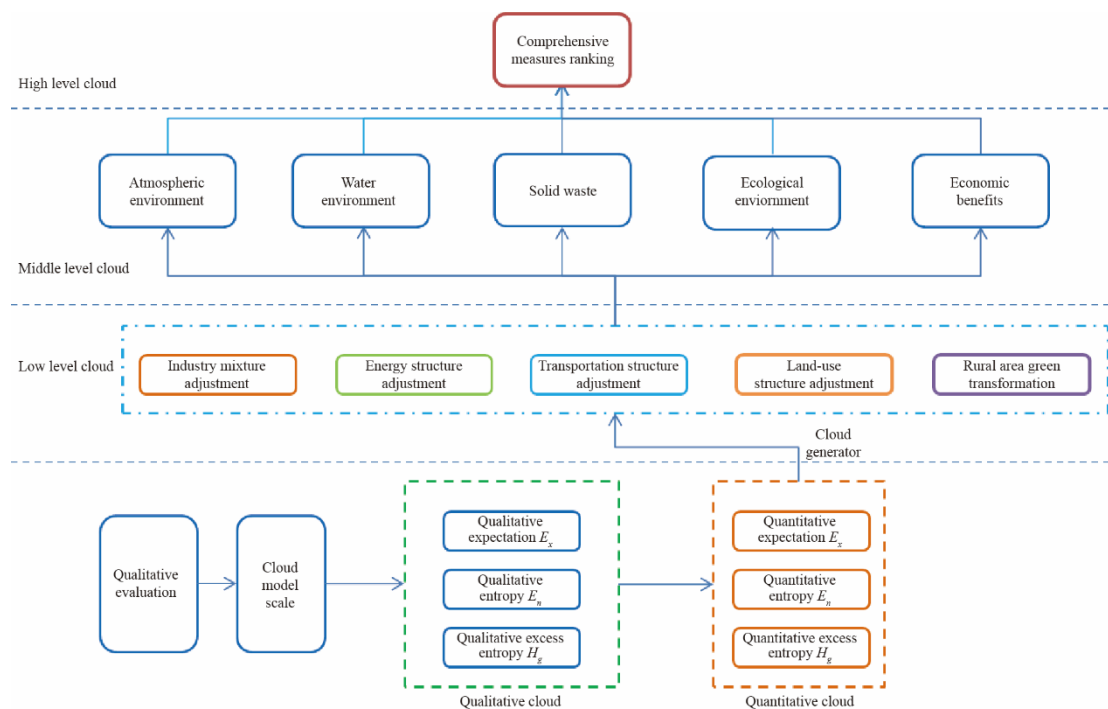 Comprehensive
measures ranking
High level cloud
Atmospheric
environment
Water
environment
Solid waste
Ecological
enviornment
Economic
benefits
Middle level cloud
Low level cloud
Industry mixture
adjustment
Energy structure
adjustment
Transportation structure
adjustment
Land-use
structure adjustment
Rural area green
transformation
Cloud
generator
Qualitative
evaluation
Cloud
model
scale
Qualitative
expectation Eₓ
Qualitative
entropy Eₙ
Qualitative excess
entropy H_g
Qualitative cloud
Quantitative
expectation Eₓ
Quantitative
entropy Eₙ
Quantitative excess
entropy H_g
Quantitative cloud